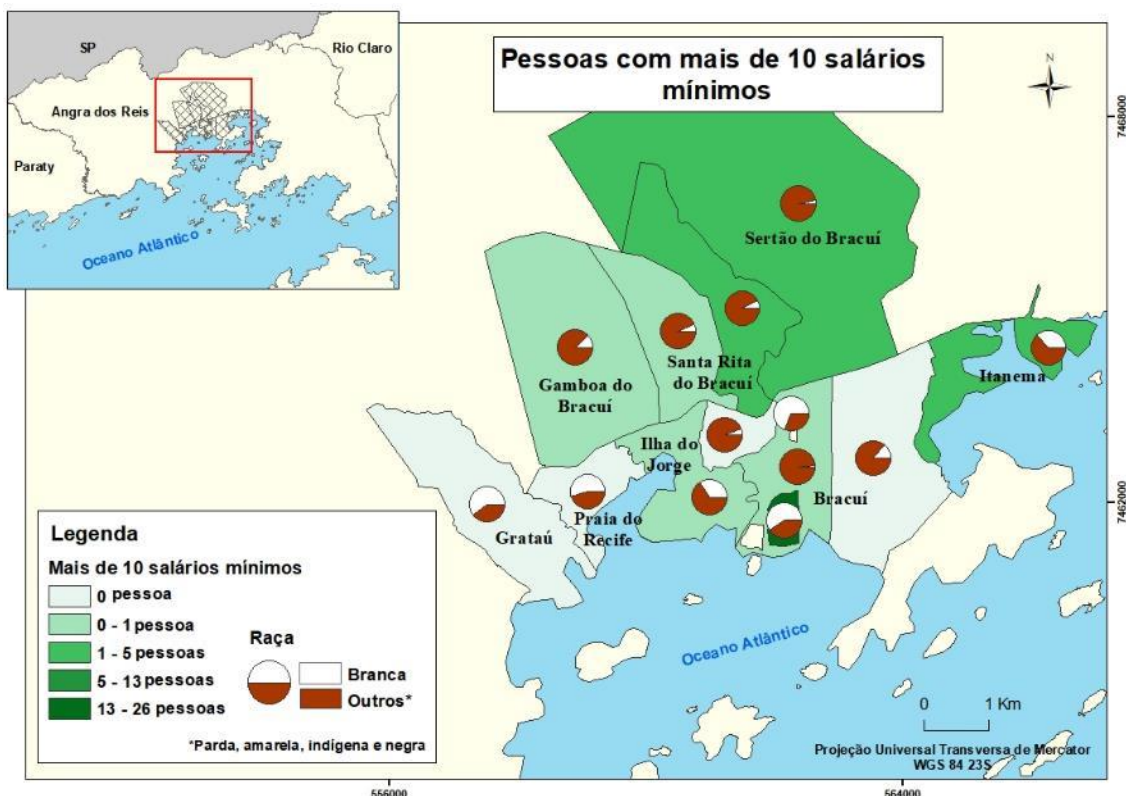 SP
Rio Claro
Angra dos Reis
Paraty
Oceano Atlântico
Pessoas com mais de 10 salários
mínimos
N
7468000
Sertão do Bracuí
Santa Rita
do Bracuí
Gamboa do
Bracuí
Itanema
Ilha do
Jorge
Bracuí
Praia do
Recife
Grataú
7462000
Legenda
Mais de 10 salários mínimos
0 pessoa
0 - 1 pessoa
1 - 5 pessoas
5 - 13 pessoas
13 - 26 pessoas
Raça
Branca
Outros*
*Parda, amarela, indígena e negra
Oceano Atlântico
0 1 Km
Projeção Universal Transversa de Mercator
WGS 84 23S
556000
564000